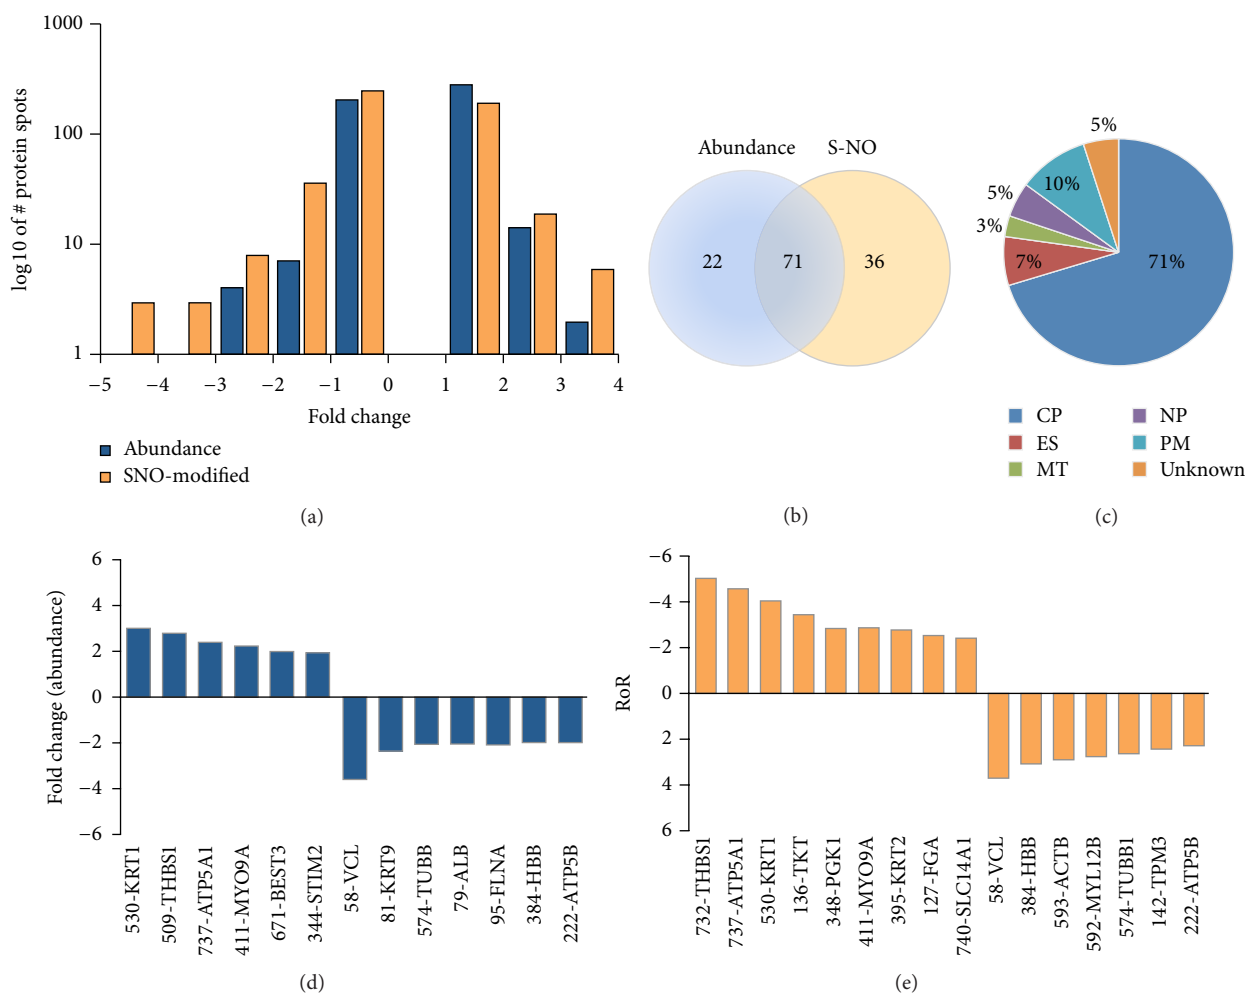 1000
100
10
1
log10 of # protein spots
−5 −4 −3 −2 −1 0 1 2 3 4
Fold change
Abundance
SNO-modified
(a)
Abundance S-NO
22 71 36
(b)
5%
10%
5%
3%
7%
71%
CP NP
ES PM
MT Unknown
(c)
6
4
2
0
−2
−4
−6
Fold change (abundance)
530-KRT1
509-THBS1
737-ATP5A1
411-MYO9A
671-BEST3
344-STIM2
58-VCL
81-KRT9
574-TUBB
79-ALB
95-FLNA
384-HBB
222-ATP5B
(d)
−6
−4
−2
0
2
4
6
RoR
732-THBS1
737-ATP5A1
530-KRT1
136-TKT
348-PGK1
411-MYO9A
395-KRT2
127-FGA
740-SLC14A1
58-VCL
384-HBB
593-ACTB
592-MYL12B
574-TUBB1
142-TPM3
222-ATP5B
(e)